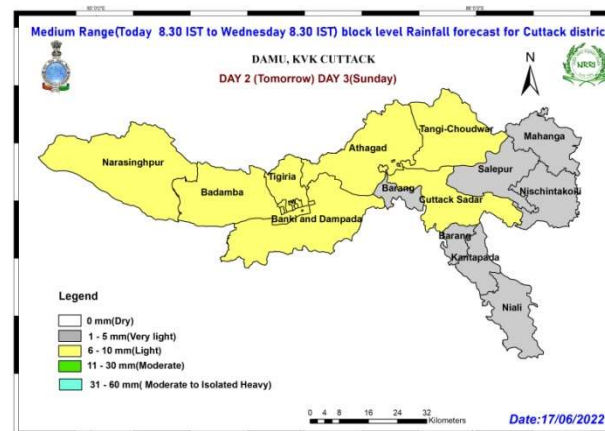 Medium Range(Today 8.30 IST to Wednesday 8.30 IST) block level Rainfall forecast for Cuttack distric
DAMU, KVK CUTTACK
DAY 2 (Tomorrow) DAY 3(Sunday)
N
NRRI
Narasinghpur
Badamba
Tigiria
Banki and Dampada
Athagad
Tangi-Choudwar
Barang
Cuttack Sadar
Mahanga
Salepur
Nischintakoili
Barang
Kantapada
Niali
Legend
0 mm(Dry)
1 - 5 mm(Very light)
6 - 10 mm(Light)
11 - 30 mm(Moderate)
31 - 60 mm( Moderate to Isolated Heavy)
0 4 8 16 24 32
Kilometers
Date:17/06/2022